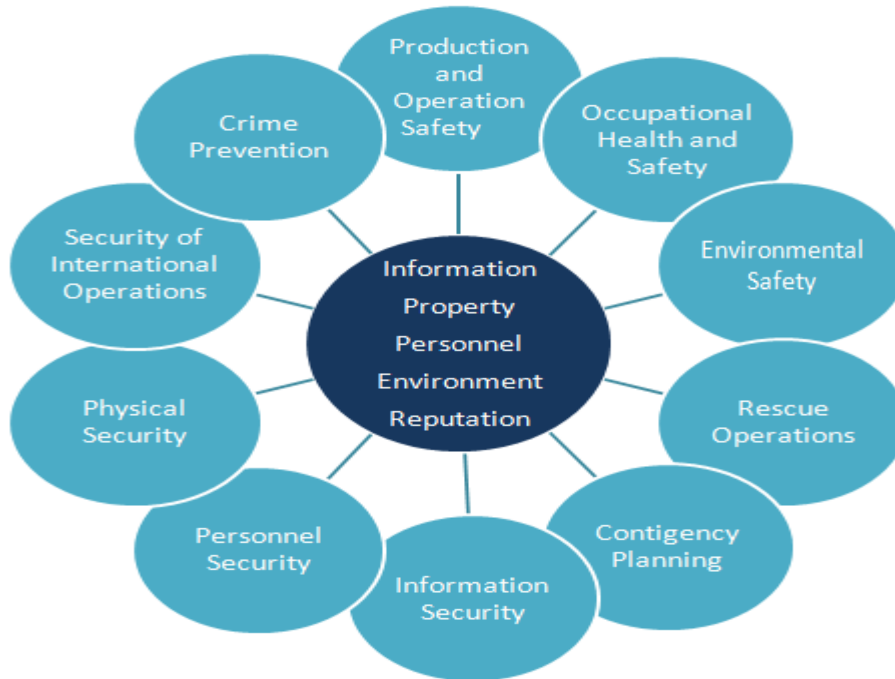 Production
and
Operation
Safety
Occupational
Health and
Safety
Environmental
Safety
Rescue
Operations
Contigency
Planning
Information
Security
Personnel
Security
Physical
Security
Security of
International
Operations
Crime
Prevention
Information
Property
Personnel
Environment
Reputation